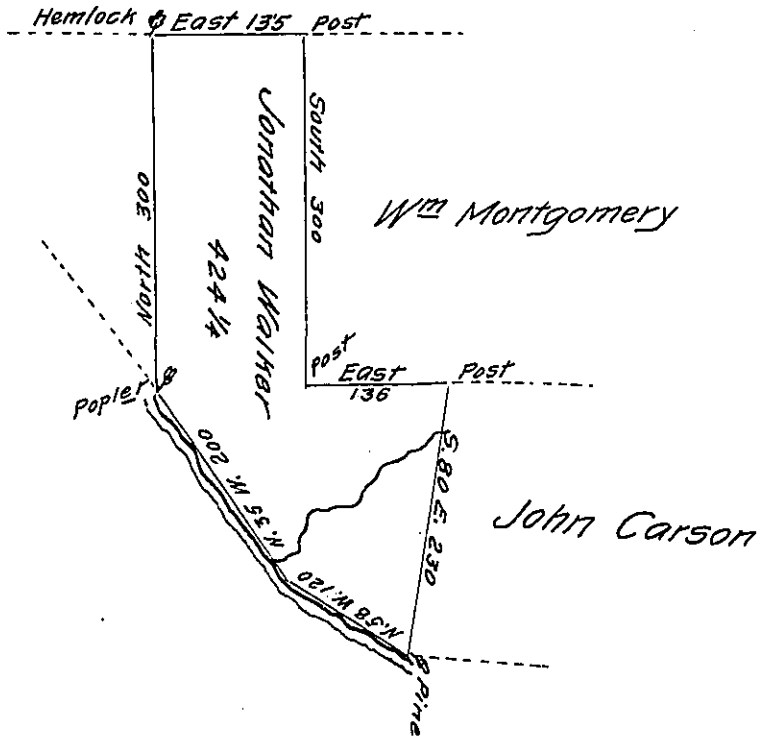 Hemlock East 135 Post
South 300
North 300
Jonathan Walker
424 1/4
Wm Montgomery
Popler
Post
East
136
Post
N. 35 W. 200
S. 80 E. 230
John Carson
N. 58 W. 120
Pine